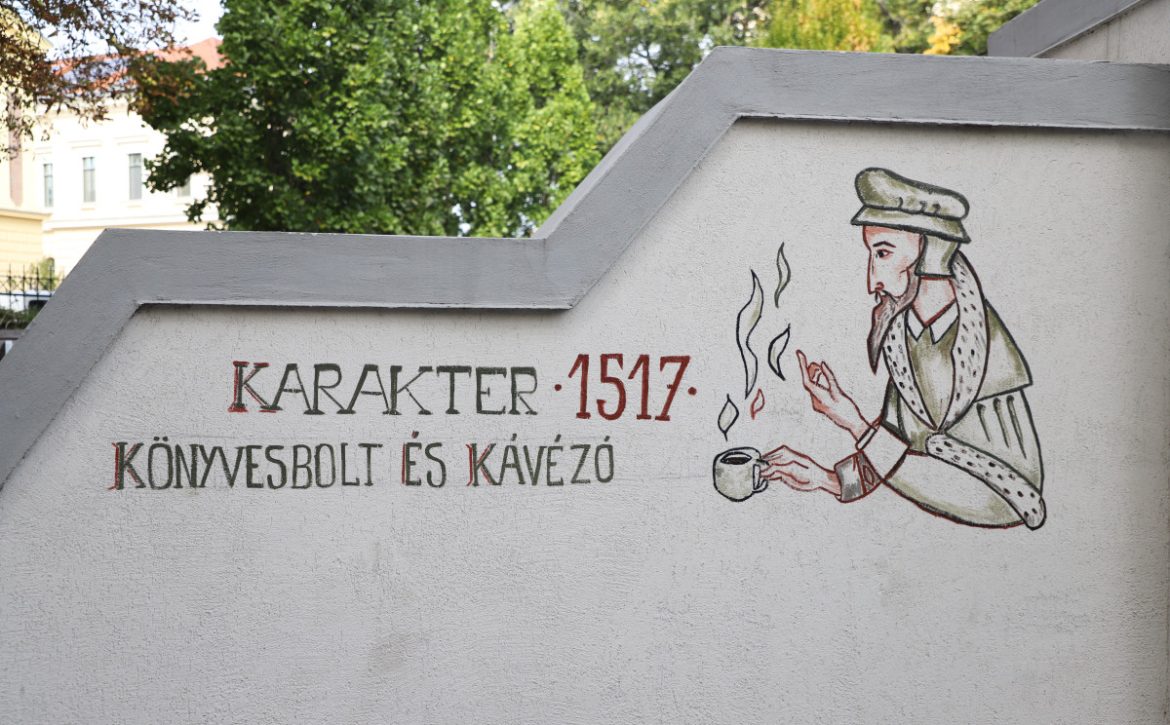 KARAKTER ·1517·
KÖNYVESBOLT ÉS KÁVÉZÓ